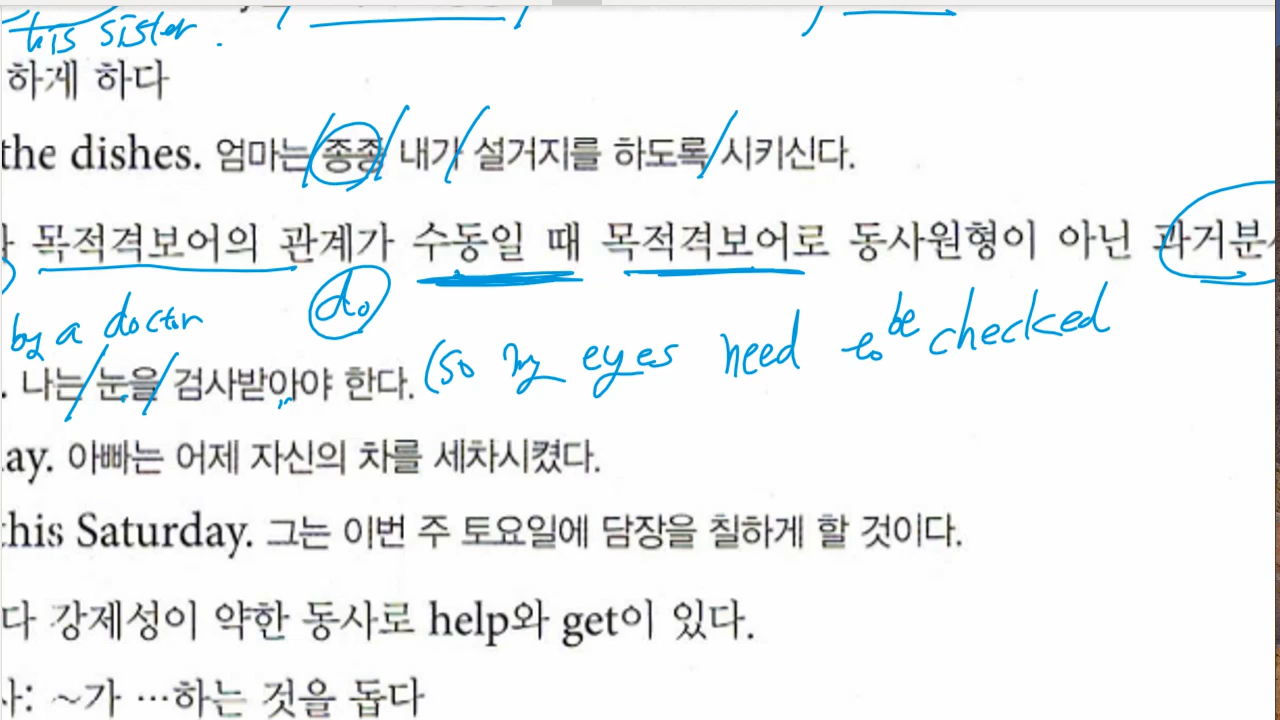 his sister.
하게 하다
the dishes. 엄마는 종종 내가 설거지를 하도록 시키신다.
목적격보어의 관계가 수동일 때 목적격보어로 동사원형이 아닌 과거분
do
by a doctor
(so my eyes need to be checked
. 나는 눈을 검사받아야 한다.
ay. 아빠는 어제 자신의 차를 세차시켰다.
this Saturday. 그는 이번 주 토요일에 담장을 칠하게 할 것이다.
다 강제성이 약한 동사로 help와 get이 있다.
사: ~가 …하는 것을 돕다